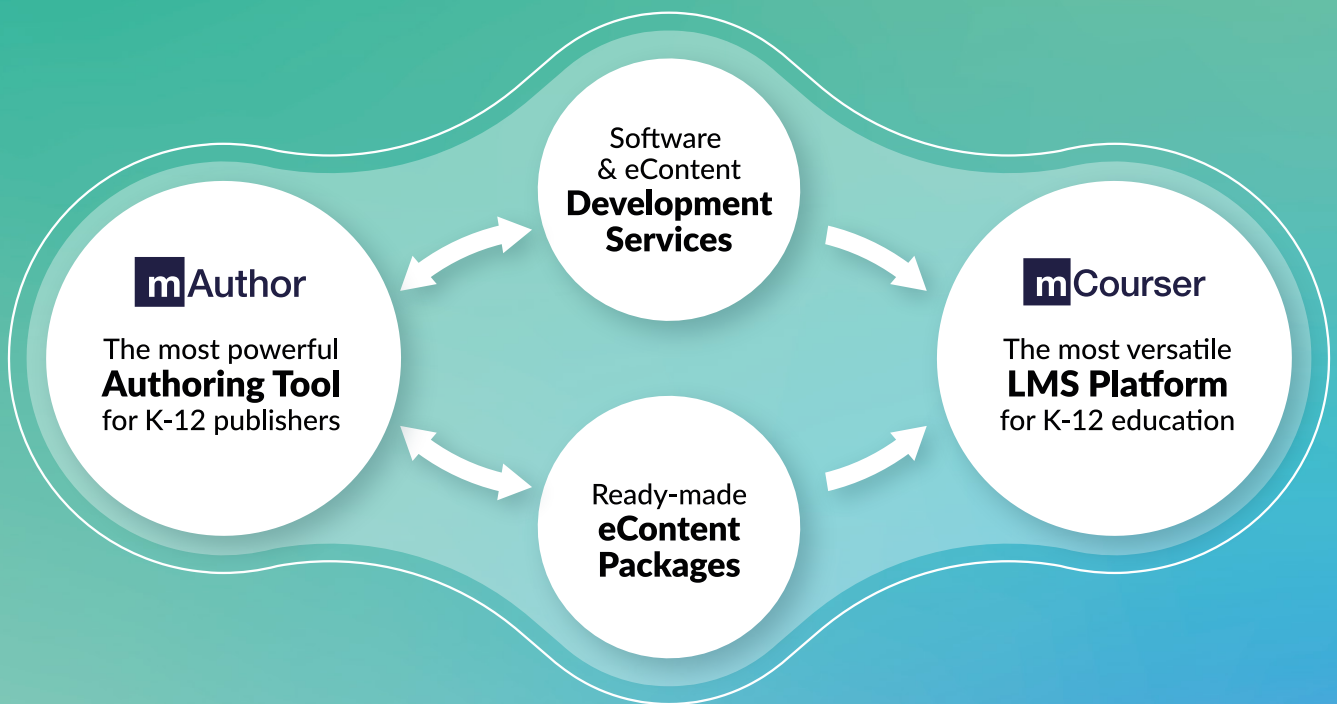 mAuthor
The most powerful
Authoring Tool
for K-12 publishers
Software
& eContent
Development
Services
Ready-made
eContent
Packages
mCourser
The most versatile
LMS Platform
for K-12 education